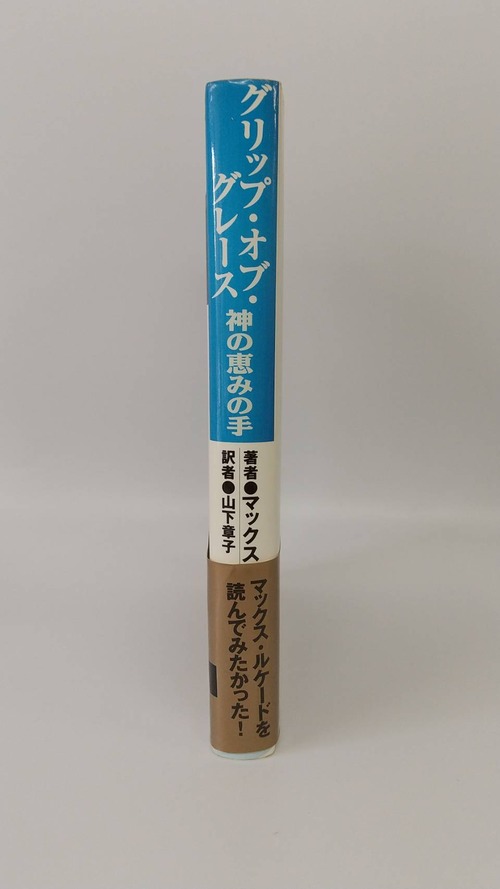 グリップ・オブ・
グレース
神の恵みの手
著者●マックス
訳者●山下章子
マックス・ルケードを
読んでみたかった!